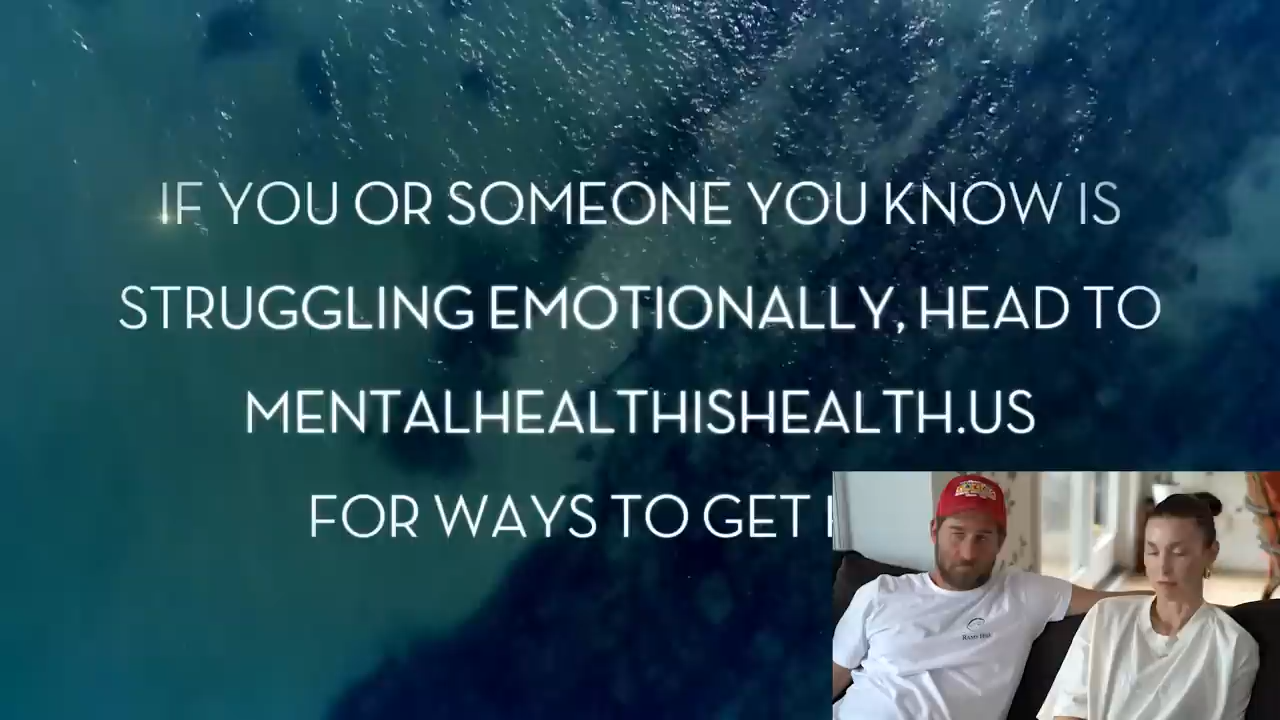 IF YOU OR SOMEONE YOU KNOW IS
STRUGGLING EMOTIONALLY, HEAD TO
MENTALHEALTHISHEALTH.US
FOR WAYS TO GET